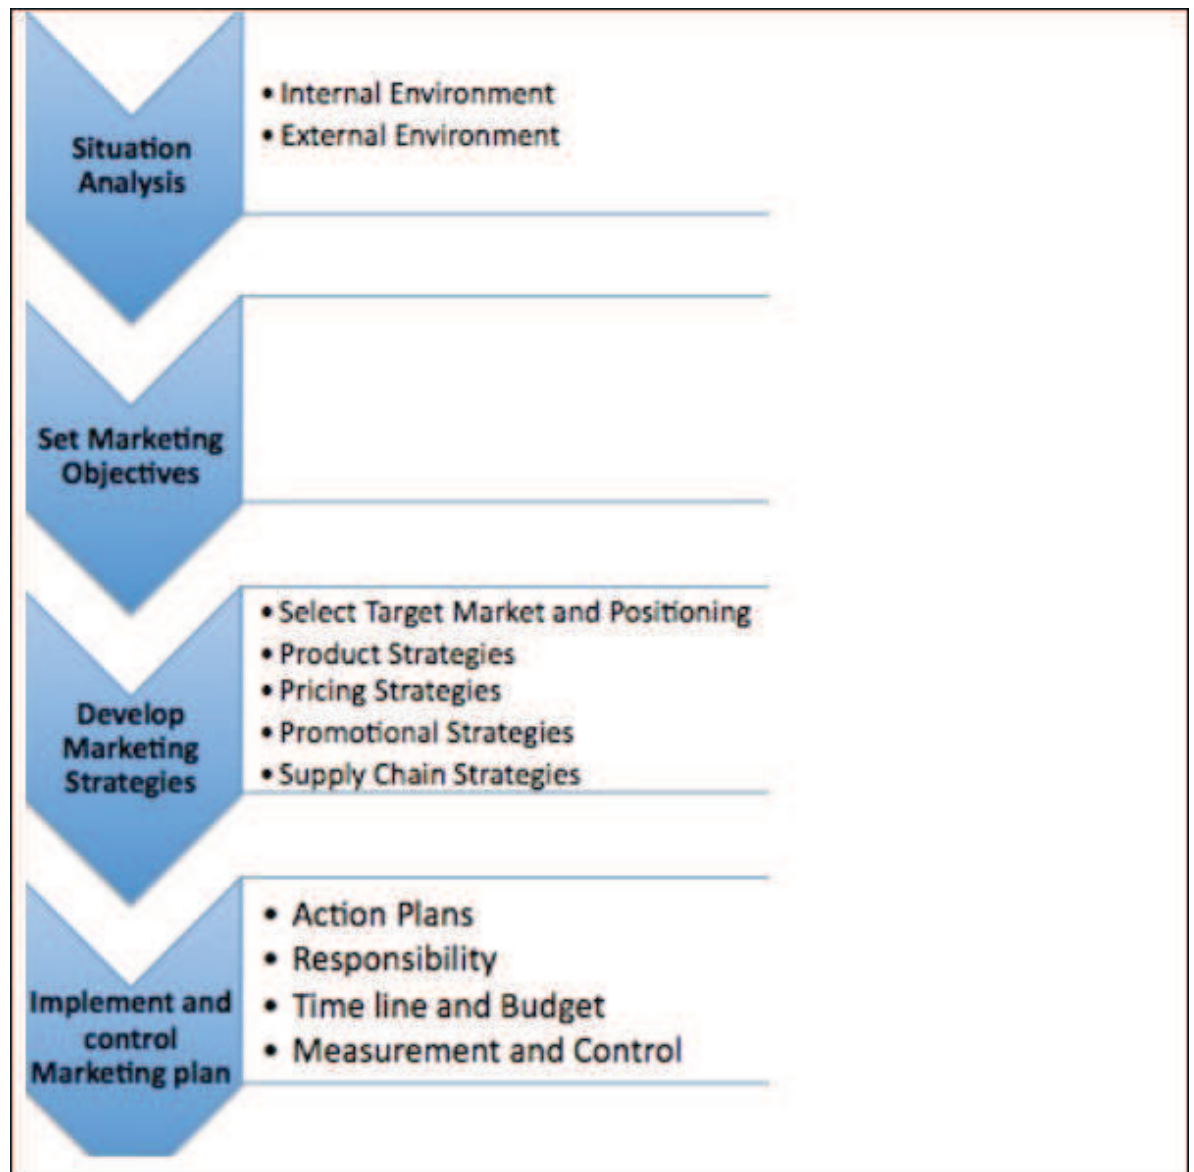 Situation
Analysis
• Internal Environment
• External Environment
Set Marketing
Objectives
Develop
Marketing
Strategies
• Select Target Market and Positioning
• Product Strategies
• Pricing Strategies
• Promotional Strategies
• Supply Chain Strategies
Implement and
control
Marketing plan
• Action Plans
• Responsibility
• Time line and Budget
• Measurement and Control